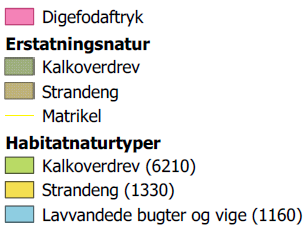 Digefodaftryk
Erstatningsnatur
Kalkoverdrev
Strandeng
Matrikel
Habitatnaturtyper
Kalkoverdrev (6210)
Strandeng (1330)
Lavvandede bugter og vige (1160)